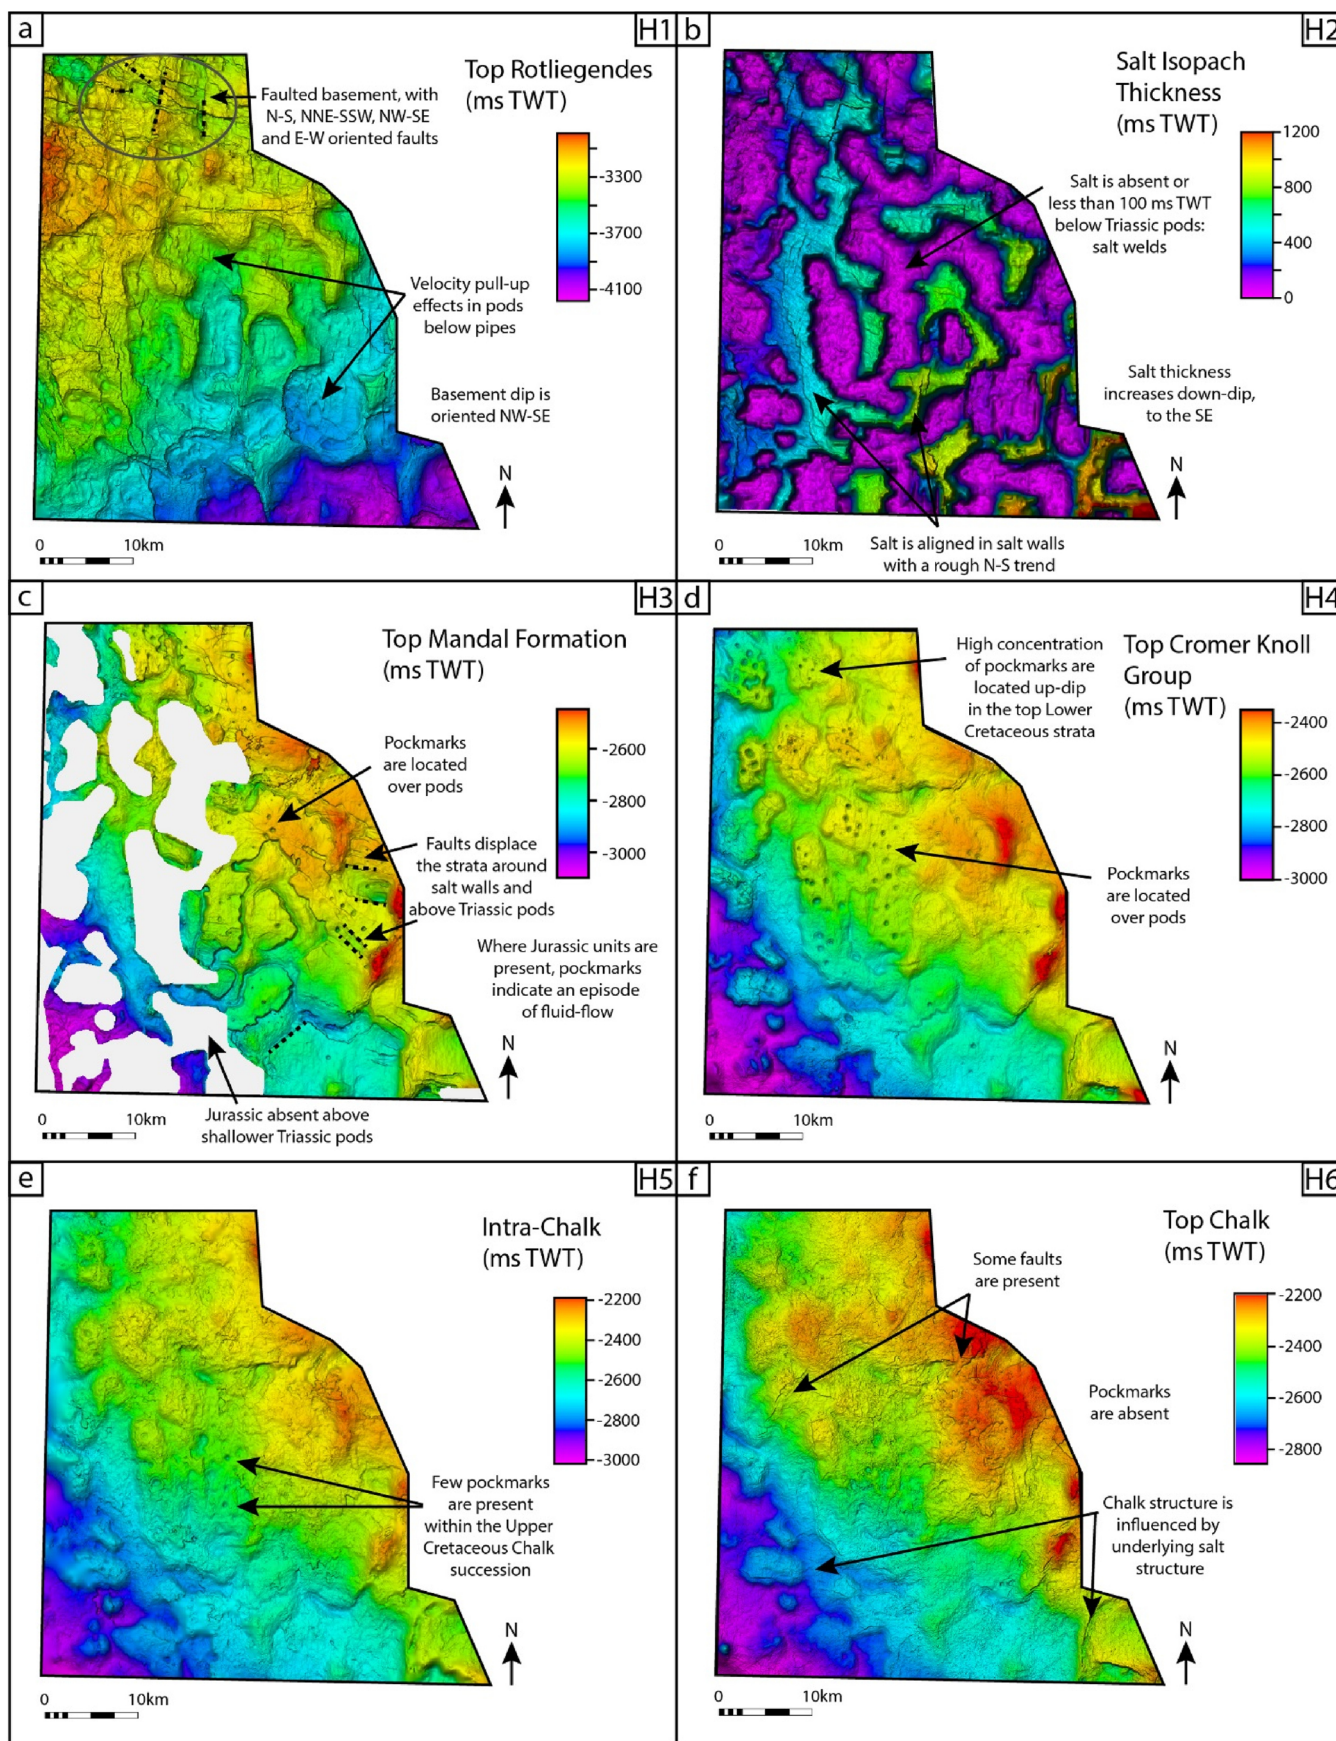 a
H1
Top Rotliegendes
(ms TWT)
Faulted basement, with
N-S, NNE-SSW, NW-SE
and E-W oriented faults
-3300
-3700
-4100
Velocity pull-up
effects in pods
below pipes
Basement dip is
oriented NW-SE
N
0 10km
b
H2
Salt Isopach
Thickness
(ms TWT)
1200
800
400
0
Salt is absent or
less than 100 ms TWT
below Triassic pods:
salt welds
Salt thickness
increases down-dip,
to the SE
N
0 10km
Salt is aligned in salt walls
with a rough N-S trend
c
H3
Top Mandal Formation
(ms TWT)
-2600
-2800
-3000
Pockmarks
are located
over pods
Faults displace
the strata around
salt walls and
above Triassic pods
Where Jurassic units are
present, pockmarks
indicate an episode
of fluid-flow
N
0 10km
Jurassic absent above
shallower Triassic pods
d
H4
Top Cromer Knoll
Group
(ms TWT)
High concentration
of pockmarks are
located up-dip
in the top Lower
Cretaceous strata
-2400
-2600
-2800
-3000
Pockmarks
are located
over pods
N
0 10km
e
H5
Intra-Chalk
(ms TWT)
-2200
-2400
-2600
-2800
-3000
Few pockmarks
are present
within the Upper
Cretaceous Chalk
succession
N
0 10km
f
H6
Top Chalk
(ms TWT)
Some faults
are present
-2200
-2400
-2600
-2800
Pockmarks
are absent
Chalk structure is
influenced by
underlying salt
structure
N
0 10km